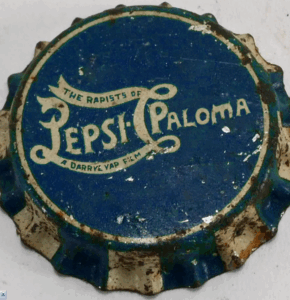 THE RAPISTS OF
PEPSI PALOMA
A DARRYL YAP FILM